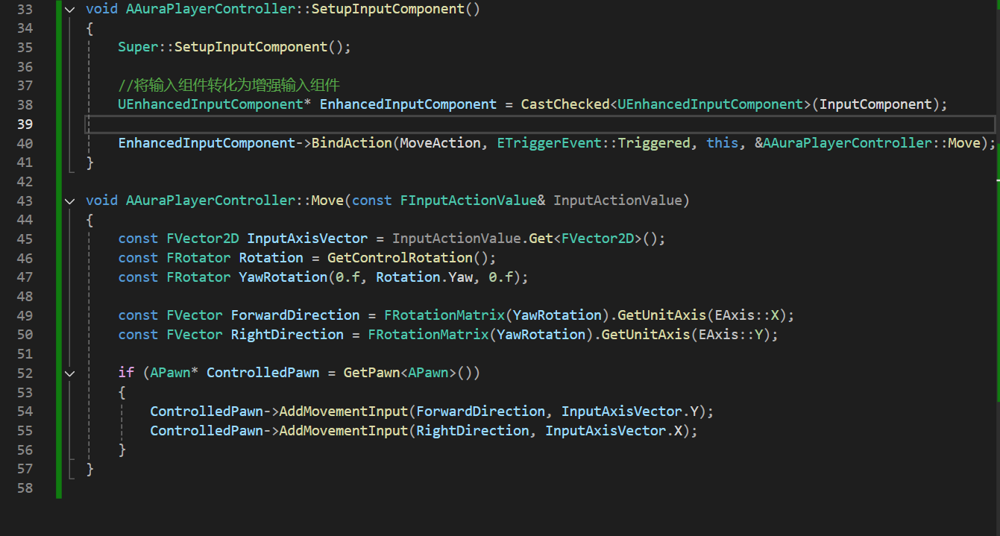 33 void AAuraPlayerController::SetupInputComponent()
34 {
35 Super::SetupInputComponent();
36
37 //将输入组件转化为增强输入组件
38 UEnhancedInputComponent* EnhancedInputComponent = CastChecked<UEnhancedInputComponent>(InputComponent);
39
40 EnhancedInputComponent->BindAction(MoveAction, ETriggerEvent::Triggered, this, &AAuraPlayerController::Move);
41 }
42
43 void AAuraPlayerController::Move(const FInputActionValue& InputActionValue)
44 {
45 const FVector2D InputAxisVector = InputActionValue.Get<FVector2D>();
46 const FRotator Rotation = GetControlRotation();
47 const FRotator YawRotation(0.f, Rotation.Yaw, 0.f);
48
49 const FVector ForwardDirection = FRotationMatrix(YawRotation).GetUnitAxis(EAxis::X);
50 const FVector RightDirection = FRotationMatrix(YawRotation).GetUnitAxis(EAxis::Y);
51
52 if (APawn* ControlledPawn = GetPawn<APawn>())
53 {
54 ControlledPawn->AddMovementInput(ForwardDirection, InputAxisVector.Y);
55 ControlledPawn->AddMovementInput(RightDirection, InputAxisVector.X);
56 }
57 }
58